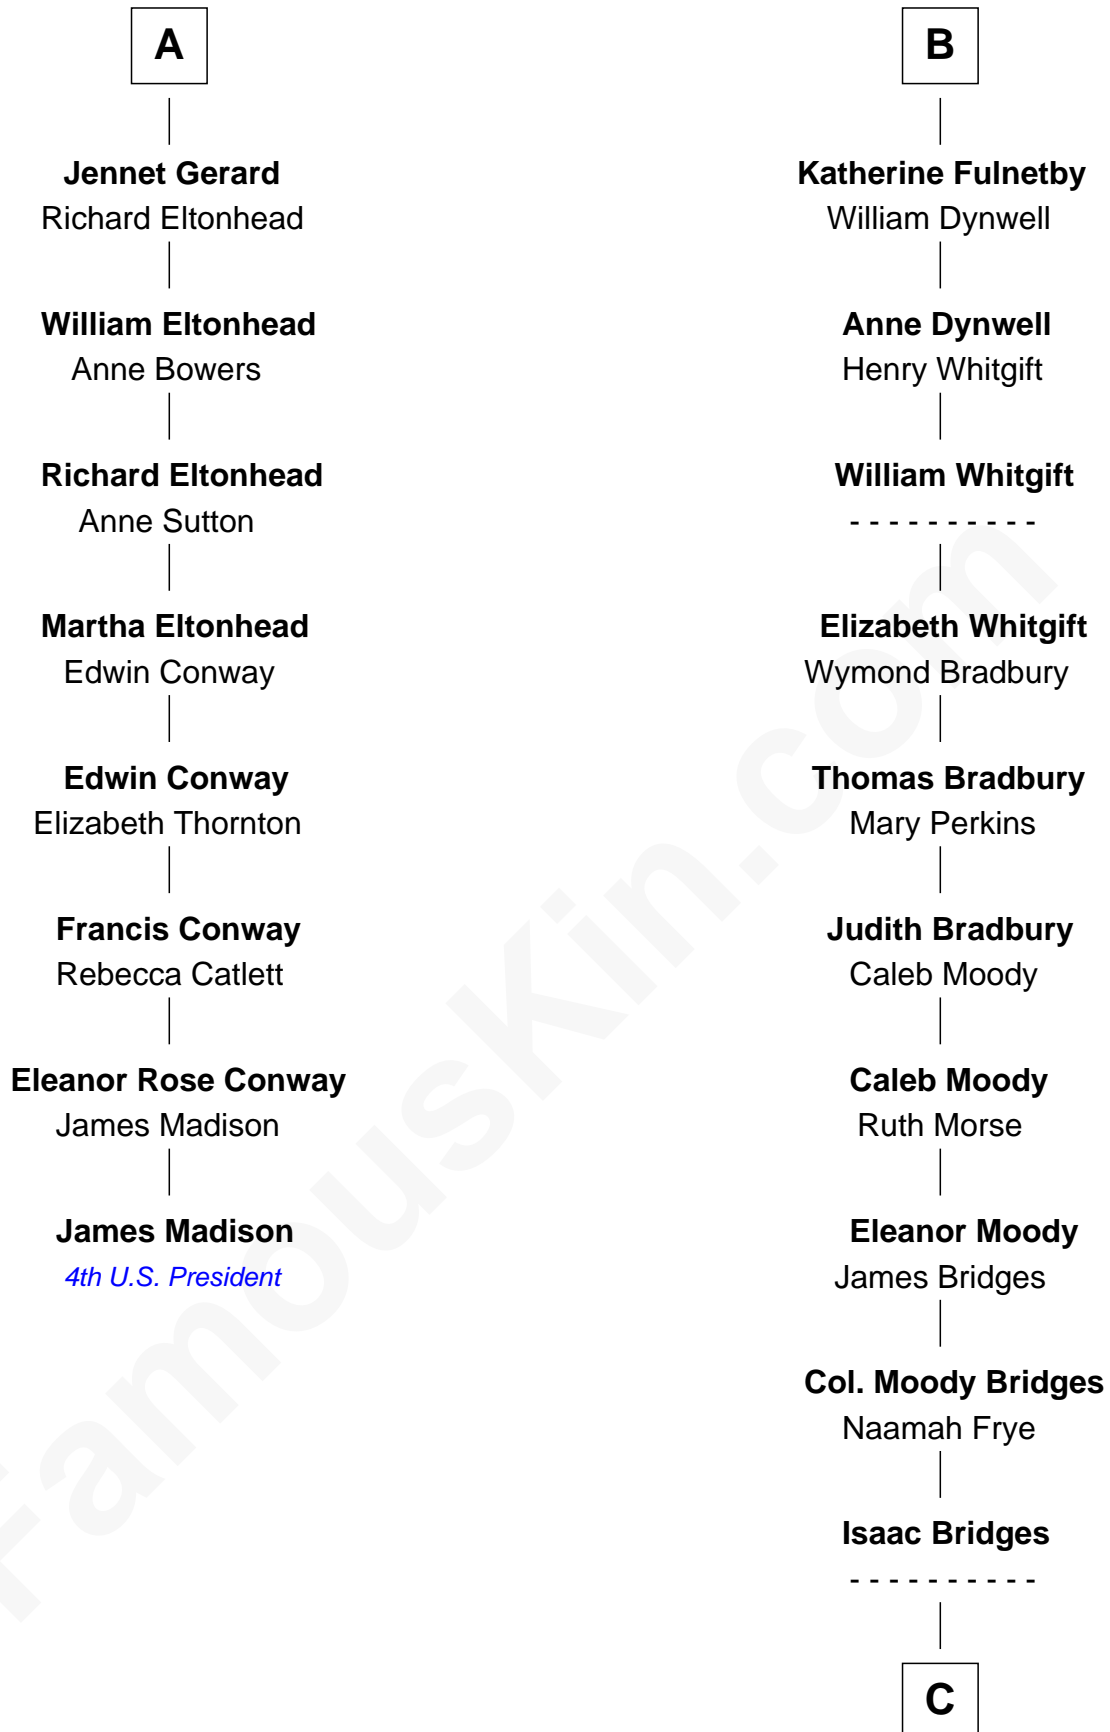 A
Jennet Gerard
Richard Eltonhead
William Eltonhead
Anne Bowers
Richard Eltonhead
Anne Sutton
Martha Eltonhead
Edwin Conway
Edwin Conway
Elizabeth Thornton
Francis Conway
Rebecca Catlett
Eleanor Rose Conway
James Madison
James Madison
4th U.S. President
B
Katherine Fulnetby
William Dynwell
Anne Dynwell
Henry Whitgift
William Whitgift
- - - - - - - - - -
Elizabeth Whitgift
Wymond Bradbury
Thomas Bradbury
Mary Perkins
Judith Bradbury
Caleb Moody
Caleb Moody
Ruth Morse
Eleanor Moody
James Bridges
Col. Moody Bridges
Naamah Frye
Isaac Bridges
- - - - - - - - - -
C
FamousKin.com